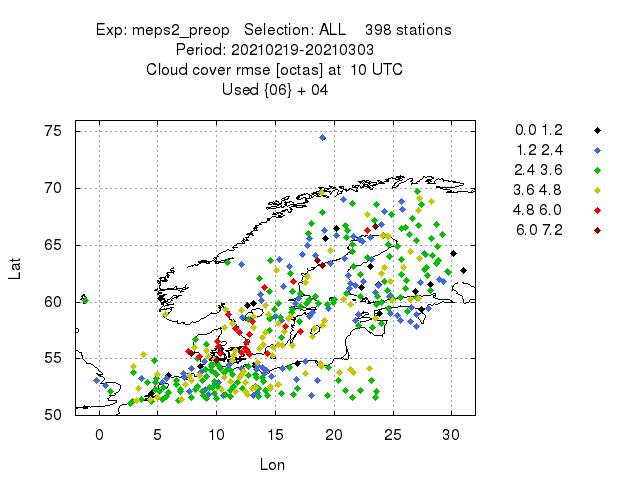 Exp: meps2_preop   Selection: ALL    398 stations
Period: 20210219-20210303
Cloud cover rmse [octas] at  10 UTC
Used {06} + 04
0.0 1.2
1.2 2.4
2.4 3.6
3.6 4.8
4.8 6.0
6.0 7.2
75
70
65
60
55
50
Lat
0 5 10 15 20 25 30
Lon